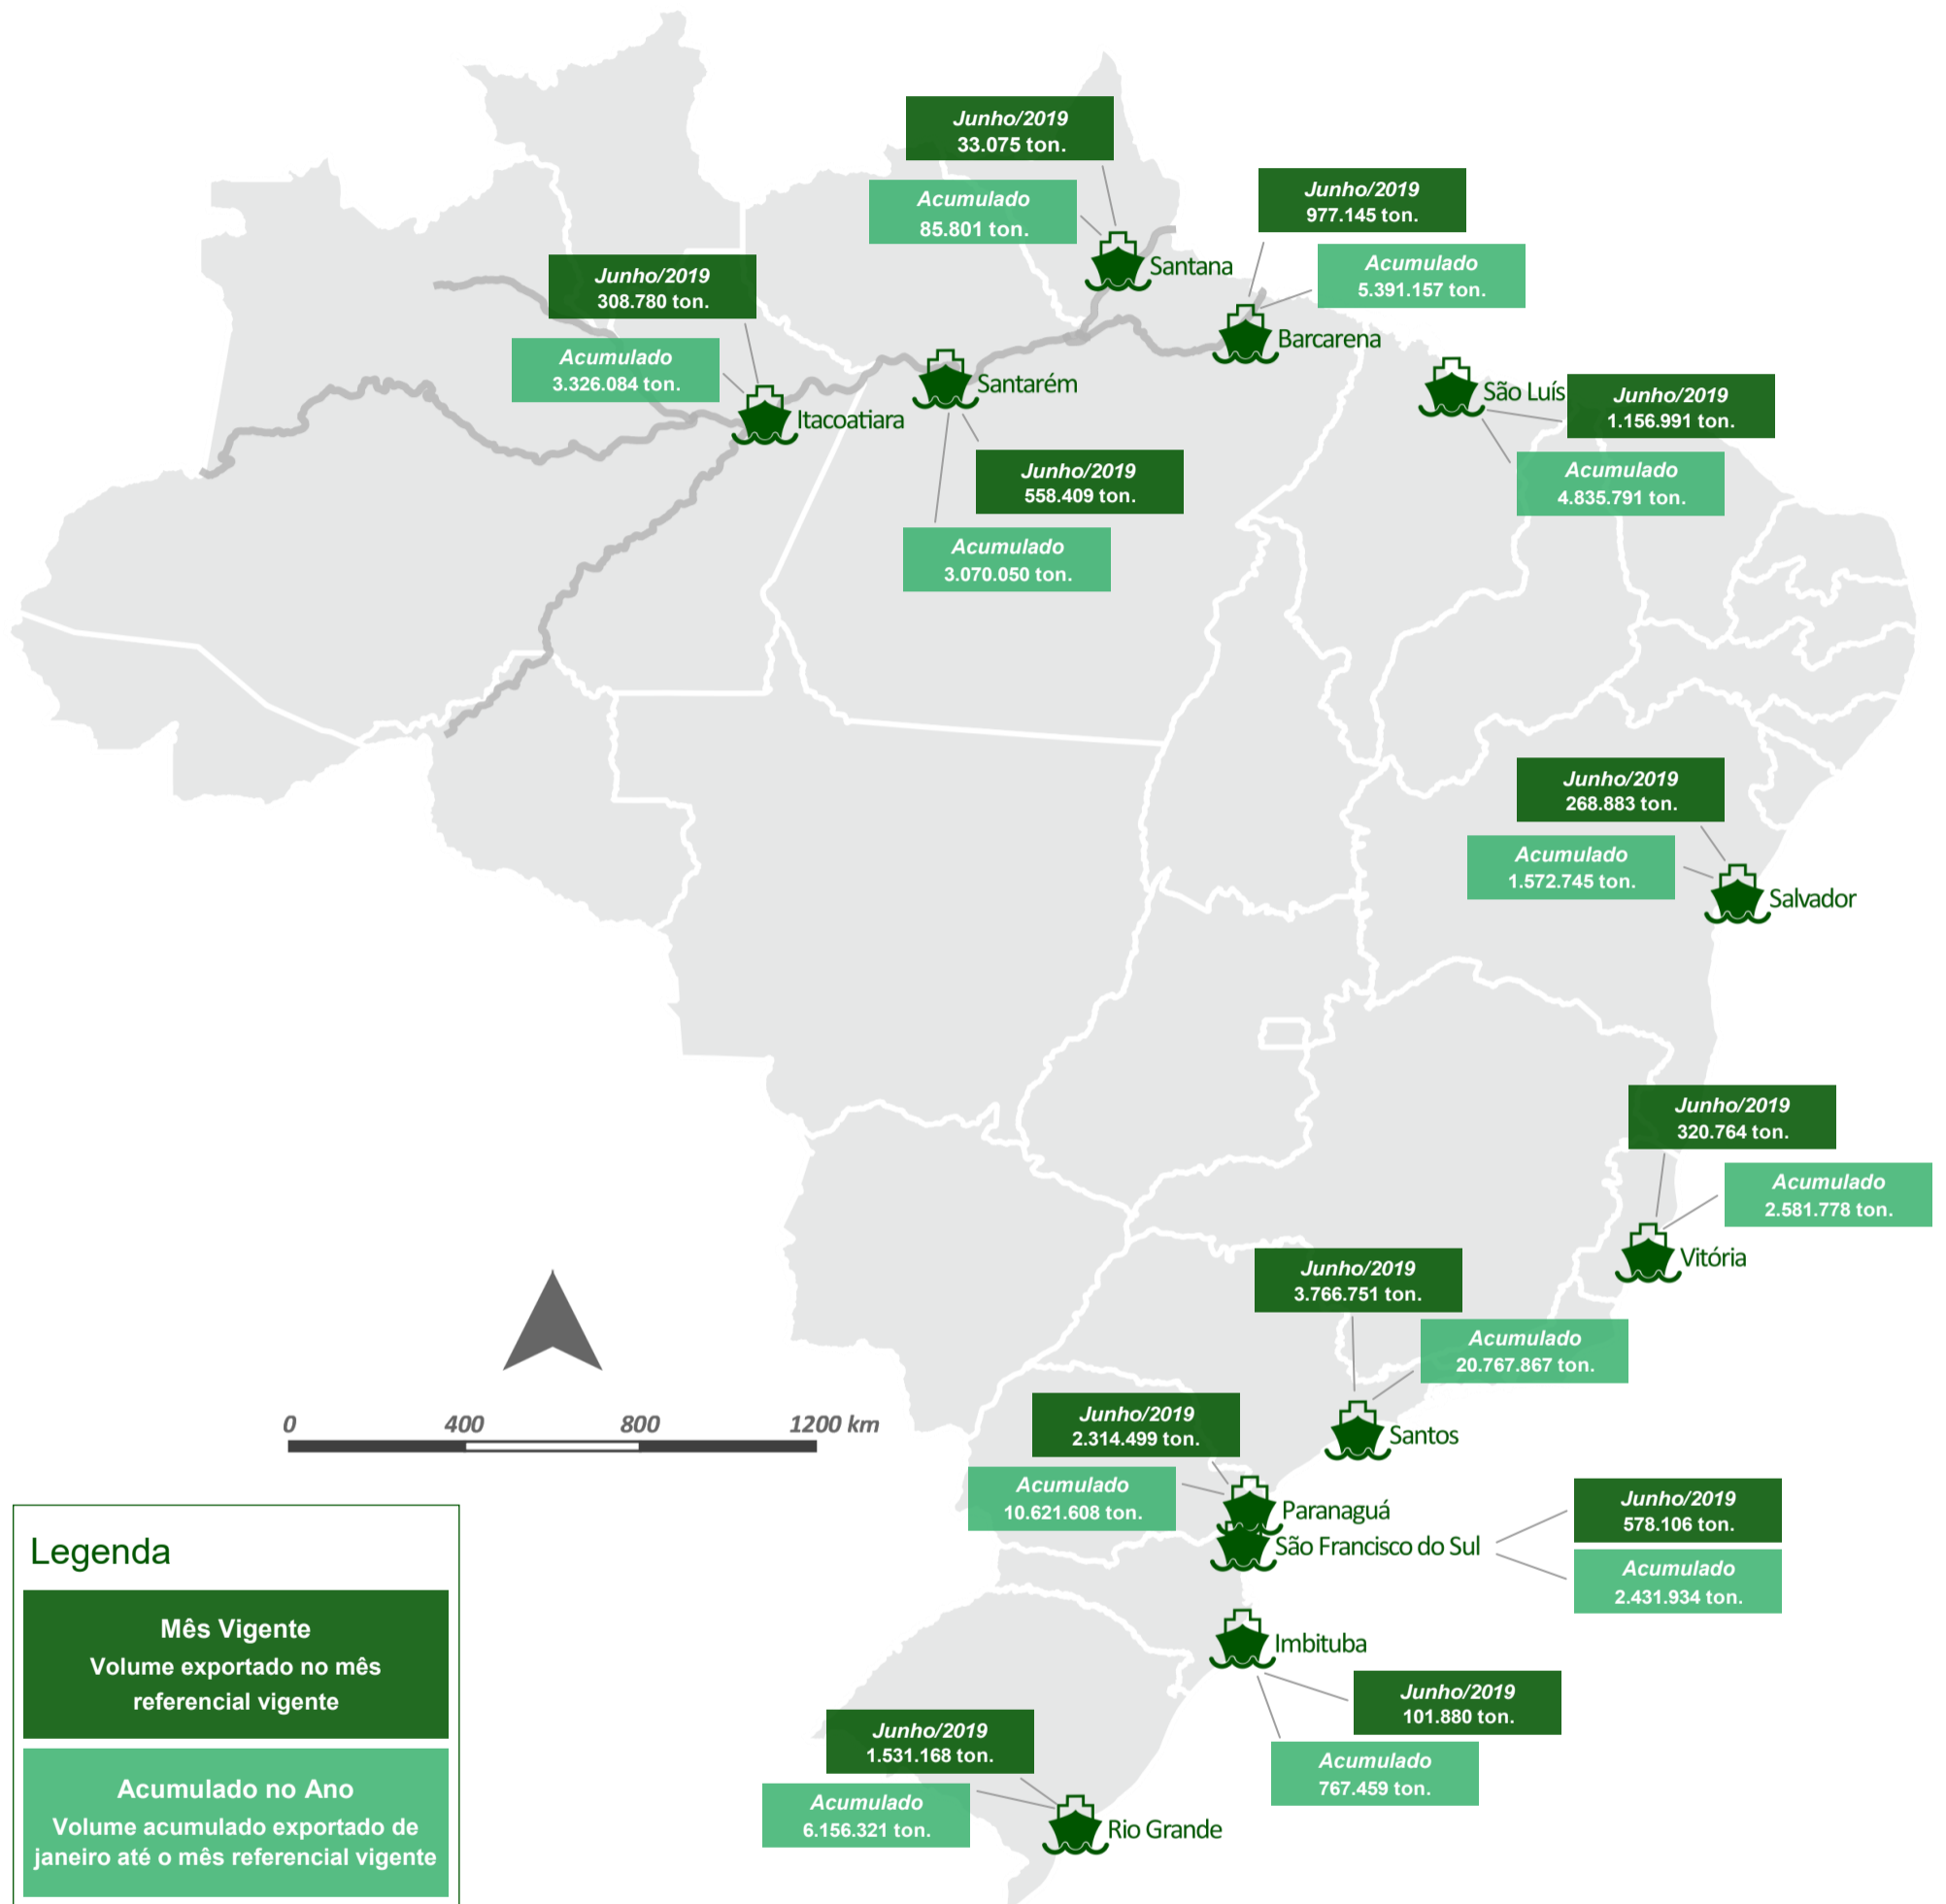 Junho/2019
33.075 ton.
Acumulado
85.801 ton.
Santana
Junho/2019
977.145 ton.
Acumulado
5.391.157 ton.
Barcarena
Junho/2019
308.780 ton.
Acumulado
3.326.084 ton.
Itacoatiara
Santarém
Junho/2019
558.409 ton.
Acumulado
3.070.050 ton.
São Luís
Junho/2019
1.156.991 ton.
Acumulado
4.835.791 ton.
Junho/2019
268.883 ton.
Acumulado
1.572.745 ton.
Salvador
Junho/2019
320.764 ton.
Acumulado
2.581.778 ton.
Vitória
Junho/2019
3.766.751 ton.
Acumulado
20.767.867 ton.
Santos
Junho/2019
2.314.499 ton.
Acumulado
10.621.608 ton.
Paranaguá
São Francisco do Sul
Junho/2019
578.106 ton.
Acumulado
2.431.934 ton.
Imbituba
Junho/2019
101.880 ton.
Acumulado
767.459 ton.
Junho/2019
1.531.168 ton.
Acumulado
6.156.321 ton.
Rio Grande
0 400 800 1200 km
Legenda
Mês Vigente
Volume exportado no mês
referencial vigente
Acumulado no Ano
Volume acumulado exportado de
janeiro até o mês referencial vigente